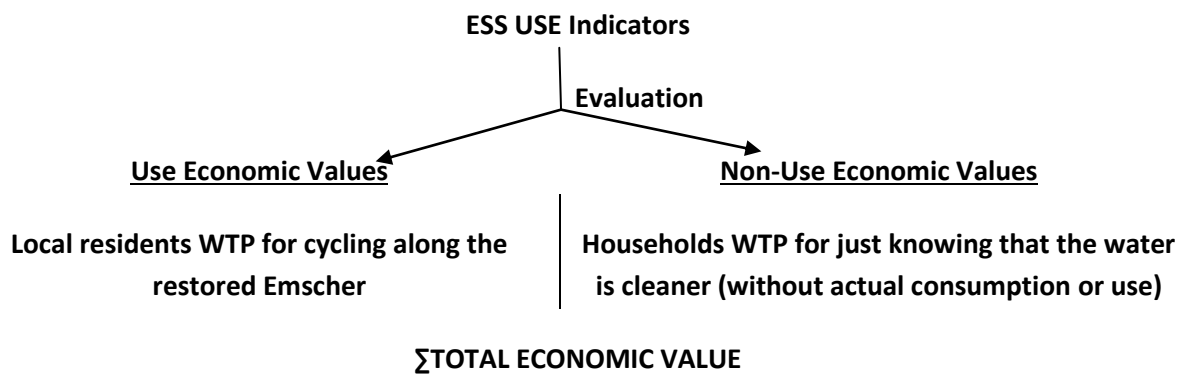 ESS USE Indicators
Evaluation
Use Economic Values
Non-Use Economic Values
Local residents WTP for cycling along the
restored Emscher
Households WTP for just knowing that the water
is cleaner (without actual consumption or use)
∑TOTAL ECONOMIC VALUE